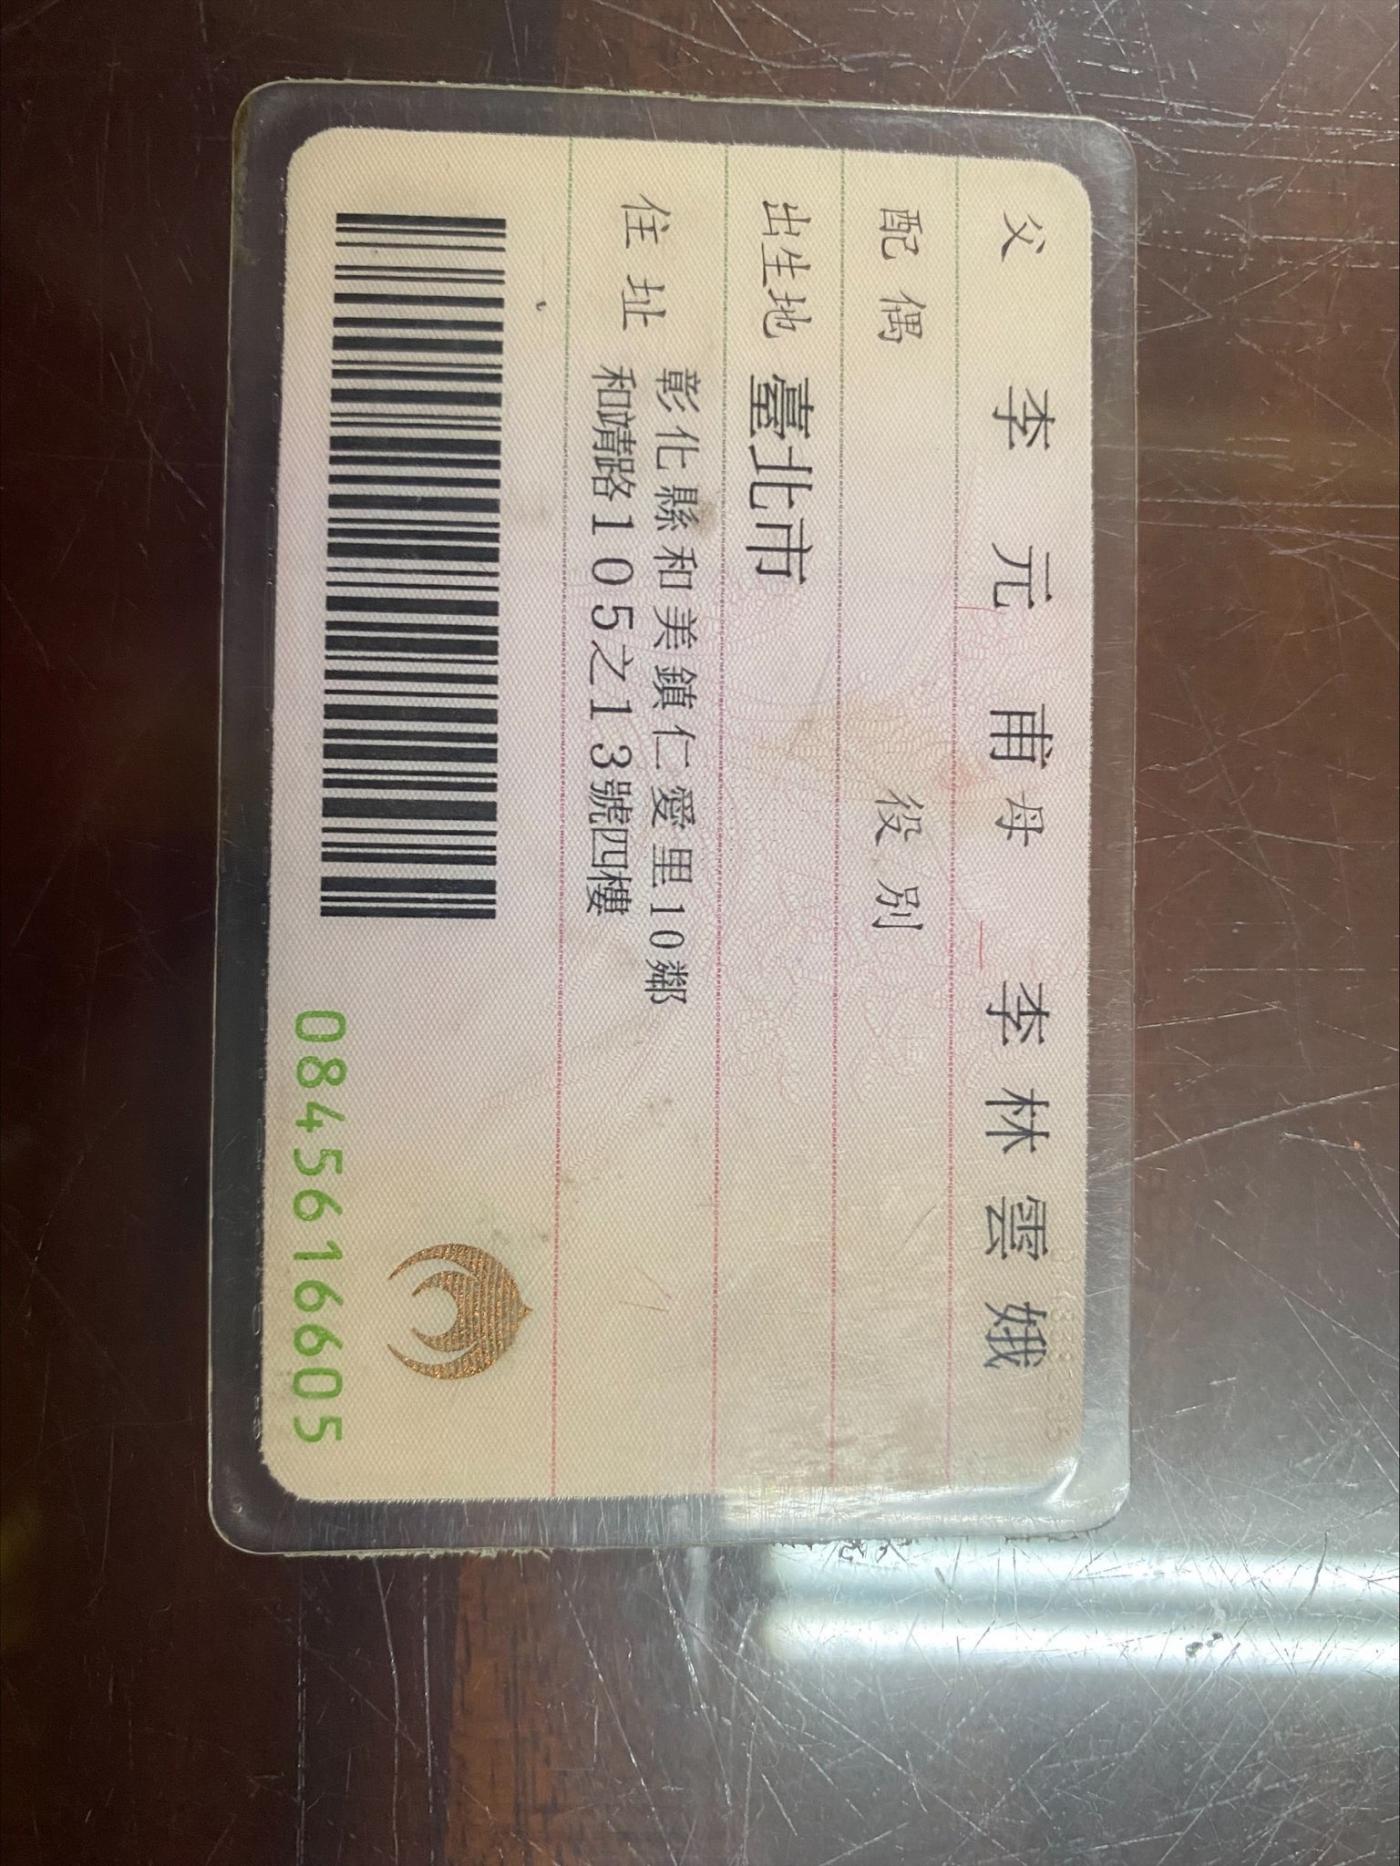 父 李元甫 母 李林雲娥
配偶 役別
出生地 臺北市
住址 彰化縣和美鎮仁愛里10鄰
和靖路105之13號四樓
0845616605